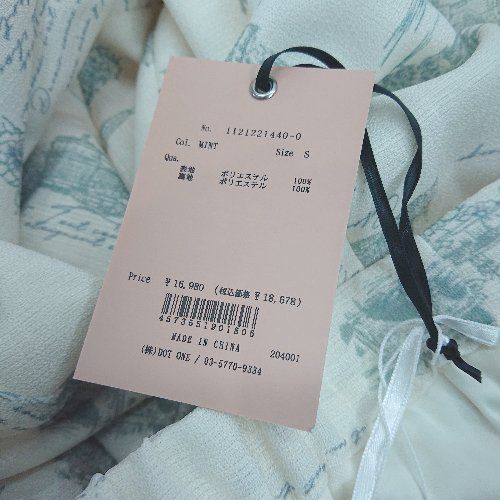 No. 1121221440-0
Col. MINT Size S
Qua.
表地 ポリエステル 100%
裏地 ポリエステル 100%
Price ¥ 16,980 (税込価格 ¥ 18,678)
4573551901806
MADE IN CHINA
204001
(株)DOT ONE / 03-5770-9334